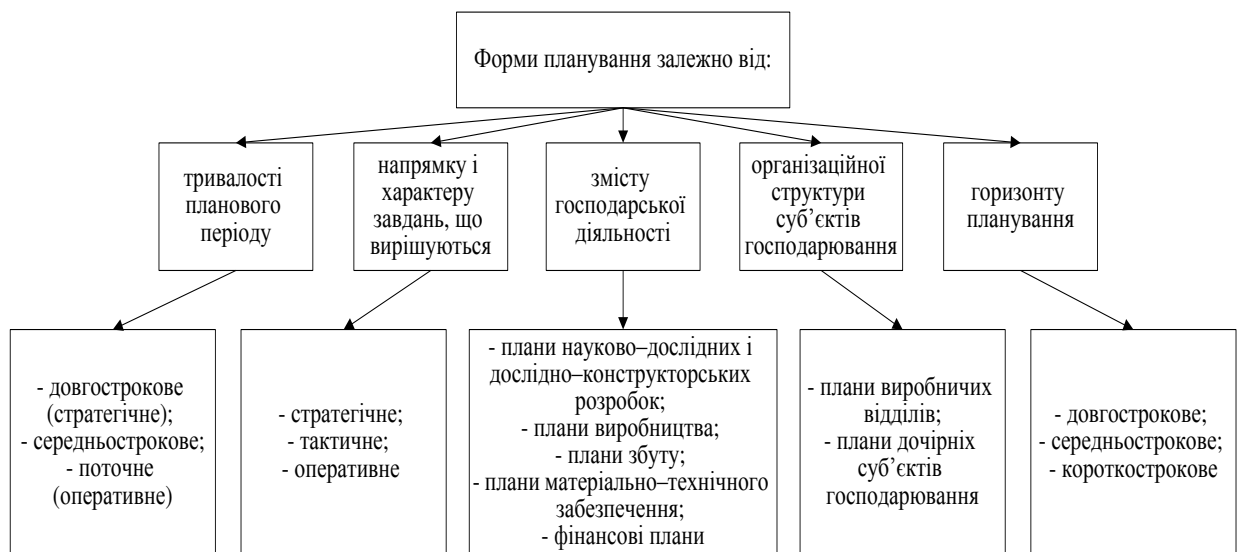 Форми планування залежно від:
тривалості
планового
періоду
напрямку і
характеру
завдань, що
вирішуються
змісту
господарської
діяльності
організаційної
структури
суб’єктів
господарювання
горизонту
планування
- довгострокове
(стратегічне);
- середньострокове;
- поточне
(оперативне)
- стратегічне;
- тактичне;
- оперативне
- плани науково–дослідних і
дослідно–конструкторських
розробок;
- плани виробництва;
- плани збуту;
- плани матеріально–технічного
забезпечення;
- фінансові плани
- плани виробничих
відділів;
- плани дочірніх
суб’єктів
господарювання
- довгострокове;
- середньострокове;
- короткострокове